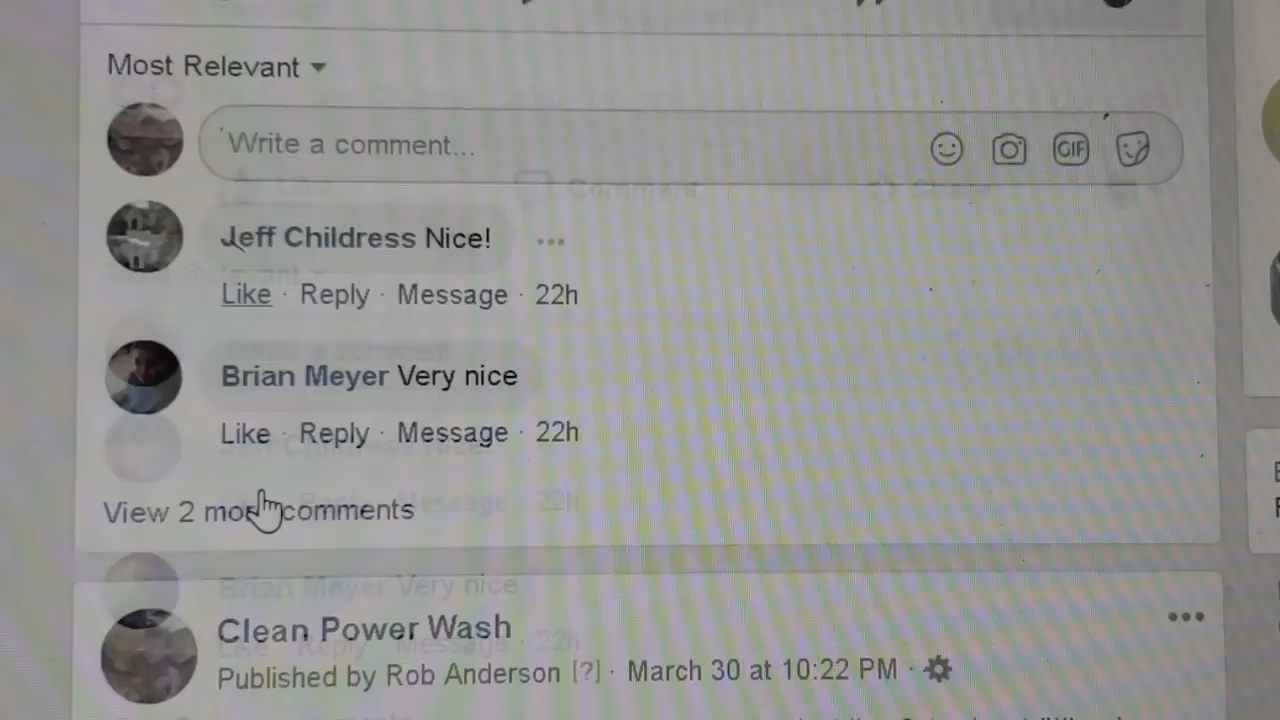 Most Relevant
Write a comment...
GIF
Jeff Childress Nice!
Like · Reply · Message · 22h
Brian Meyer Very nice
Like · Reply · Message · 22h
View 2 more comments
Clean Power Wash
Published by Rob Anderson [?] · March 30 at 10:22 PM ·